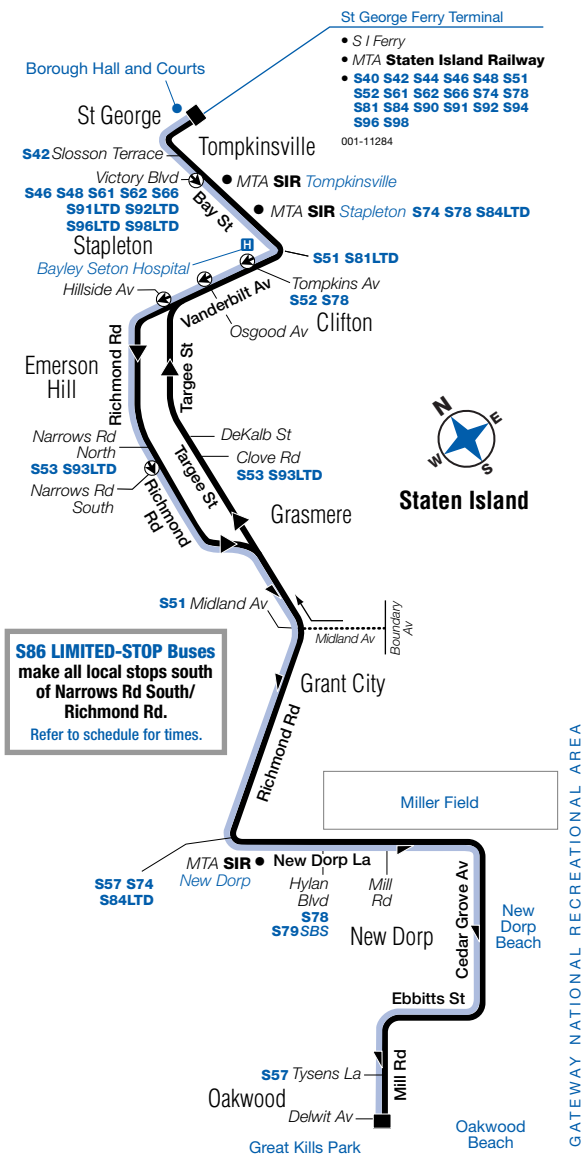 St George Ferry Terminal
• S I Ferry
• MTA Staten Island Railway
• S40 S42 S44 S46 S48 S51
S52 S61 S62 S66 S74 S78
S81 S84 S90 S91 S92 S94
S96 S98
001-11284
Borough Hall and Courts
St George
Tompkinsville
S42 Slosson Terrace
Victory Blvd
S46 S48 S61 S62 S66
S91LTD S92LTD
S96LTD S98LTD
MTA SIR Tompkinsville
Bay St
MTA SIR Stapleton S74 S78 S84LTD
Stapleton
H
Bayley Seton Hospital
S51 S81LTD
Hillside Av
Tompkins Av
S52 S78
Vanderbilt Av
Osgood Av
Clifton
Richmond Rd
Targee St
Emerson
Hill
N
E
S
W
Staten Island
Narrows Rd
North
S53 S93LTD
Narrows Rd
South
Richmond
Rd
Targee St
DeKalb St
Clove Rd
S53 S93LTD
Grasmere
S51 Midland Av
Midland Av
Boundary
Av
S86 LIMITED-STOP Buses
make all local stops south
of Narrows Rd South/
Richmond Rd.
Refer to schedule for times.
Grant City
Richmond Rd
Miller Field
GATEWAY NATIONAL RECREATIONAL AREA
S57 S74
S84LTD
MTA SIR
New Dorp
New Dorp La
Hylan
Blvd
S78
S79SBS
Mill
Rd
New Dorp
Cedar Grove Av
New
Dorp
Beach
Ebbitts St
Mill Rd
S57 Tysens La
Oakwood
Delwit Av
Great Kills Park
Oakwood
Beach